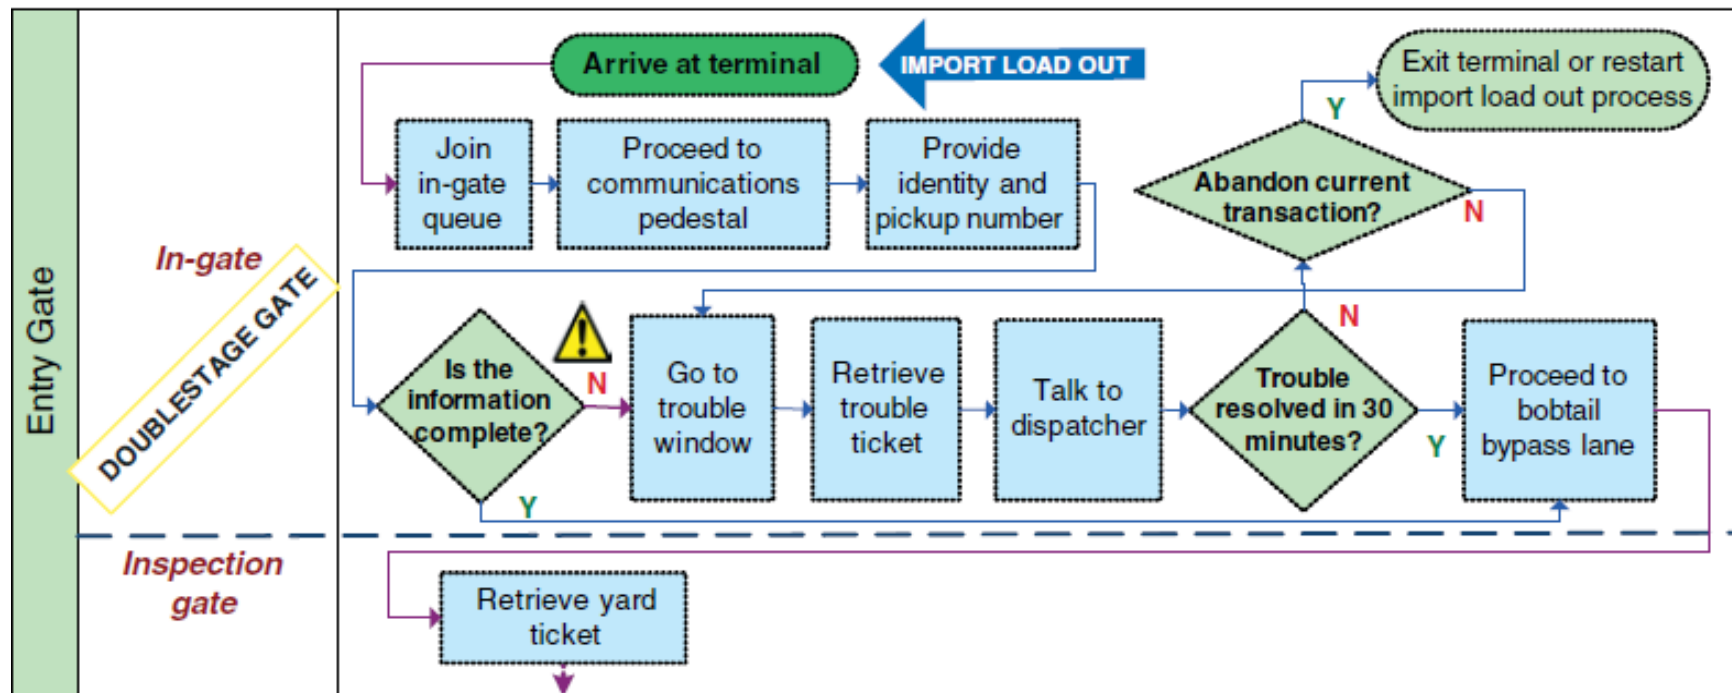 Entry Gate
In-gate
DOUBLESTAGE GATE
Arrive at terminal
IMPORT LOAD OUT
Exit terminal or restart
import load out process
Y
Join
in-gate
queue
Proceed to
communications
pedestal
Provide
identity and
pickup number
Abandon current
transaction?
N
Is the
information
complete?
N
Y
Go to
trouble
window
Retrieve
trouble
ticket
Talk to
dispatcher
N
Trouble
resolved in 30
minutes?
Y
Proceed to
bobtail
bypass lane
Inspection
gate
Retrieve yard
ticket